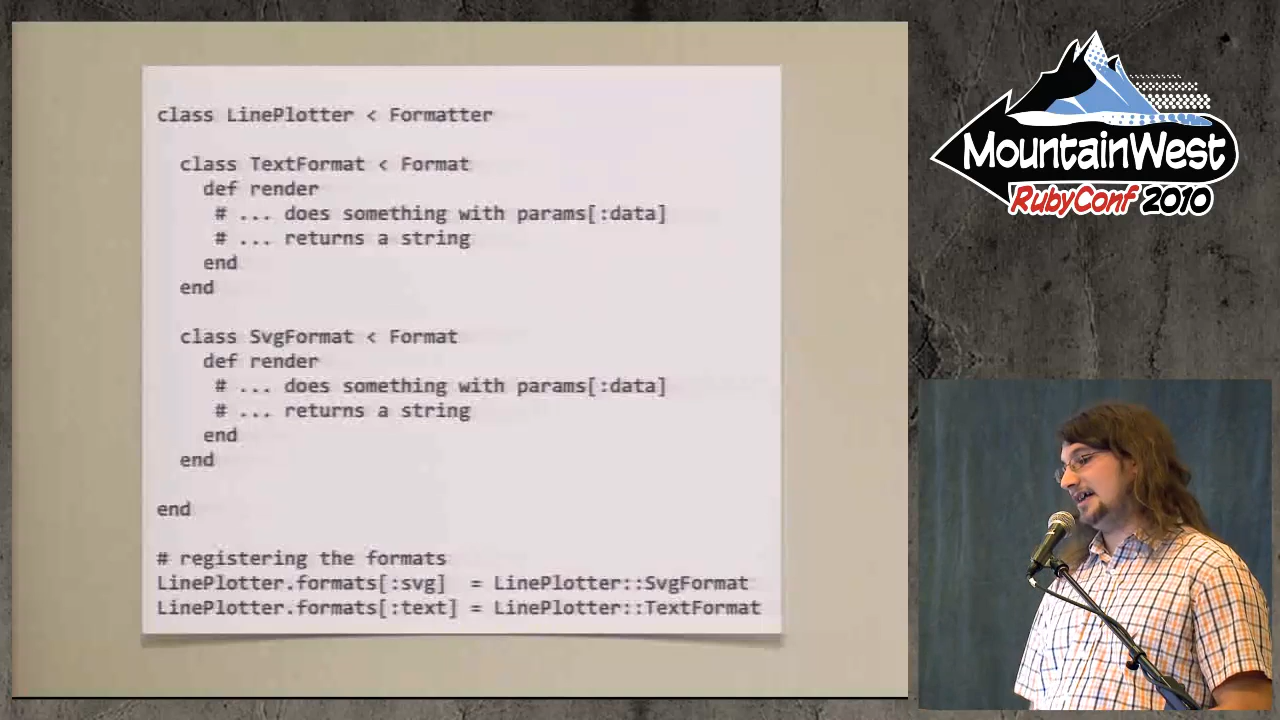 class LinePlotter < Formatter
class TextFormat < Format
def render
# ... does something with params[:data]
# ... returns a string
end
end
class SvgFormat < Format
def render
# ... does something with params[:data]
# ... returns a string
end
end
end
# registering the formats
LinePlotter.formats[:svg] = LinePlotter::SvgFormat
LinePlotter.formats[:text] = LinePlotter::TextFormat
MountainWest
RubyConf 2010